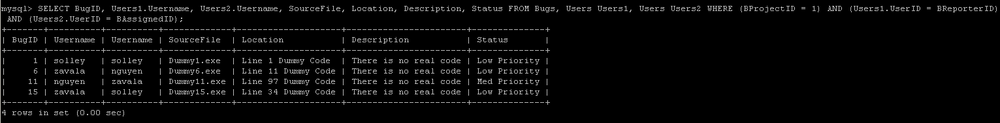 mysql> SELECT BugID, Users1.Username, Users2.Username, SourceFile, Location, Description, Status FROM Bugs, Users Users1, Users Users2 WHERE (BProjectID = 1) AND (Users1.UserID = BReporterID)
 AND (Users2.UserID = BAssignedID);
+-------+----------+----------+-------------+--------------------+-----------------------+--------------+
| BugID | Username | Username | SourceFile  | Location           | Description           | Status       |
+-------+----------+----------+-------------+--------------------+-----------------------+--------------+
|     1 | solley   | solley   | Dummy1.exe  | Line 1 Dummy Code  | There is no real code | Low Priority |
|     6 | zavala   | nguyen   | Dummy6.exe  | Line 11 Dummy Code | There is no real code | Low Priority |
|    11 | nguyen   | zavala   | Dummy11.exe | Line 97 Dummy Code | There is no real code | Med Priority |
|    15 | zavala   | solley   | Dummy15.exe | Line 34 Dummy Code | There is no real code | Low Priority |
+-------+----------+----------+-------------+--------------------+-----------------------+--------------+
4 rows in set (0.00 sec)